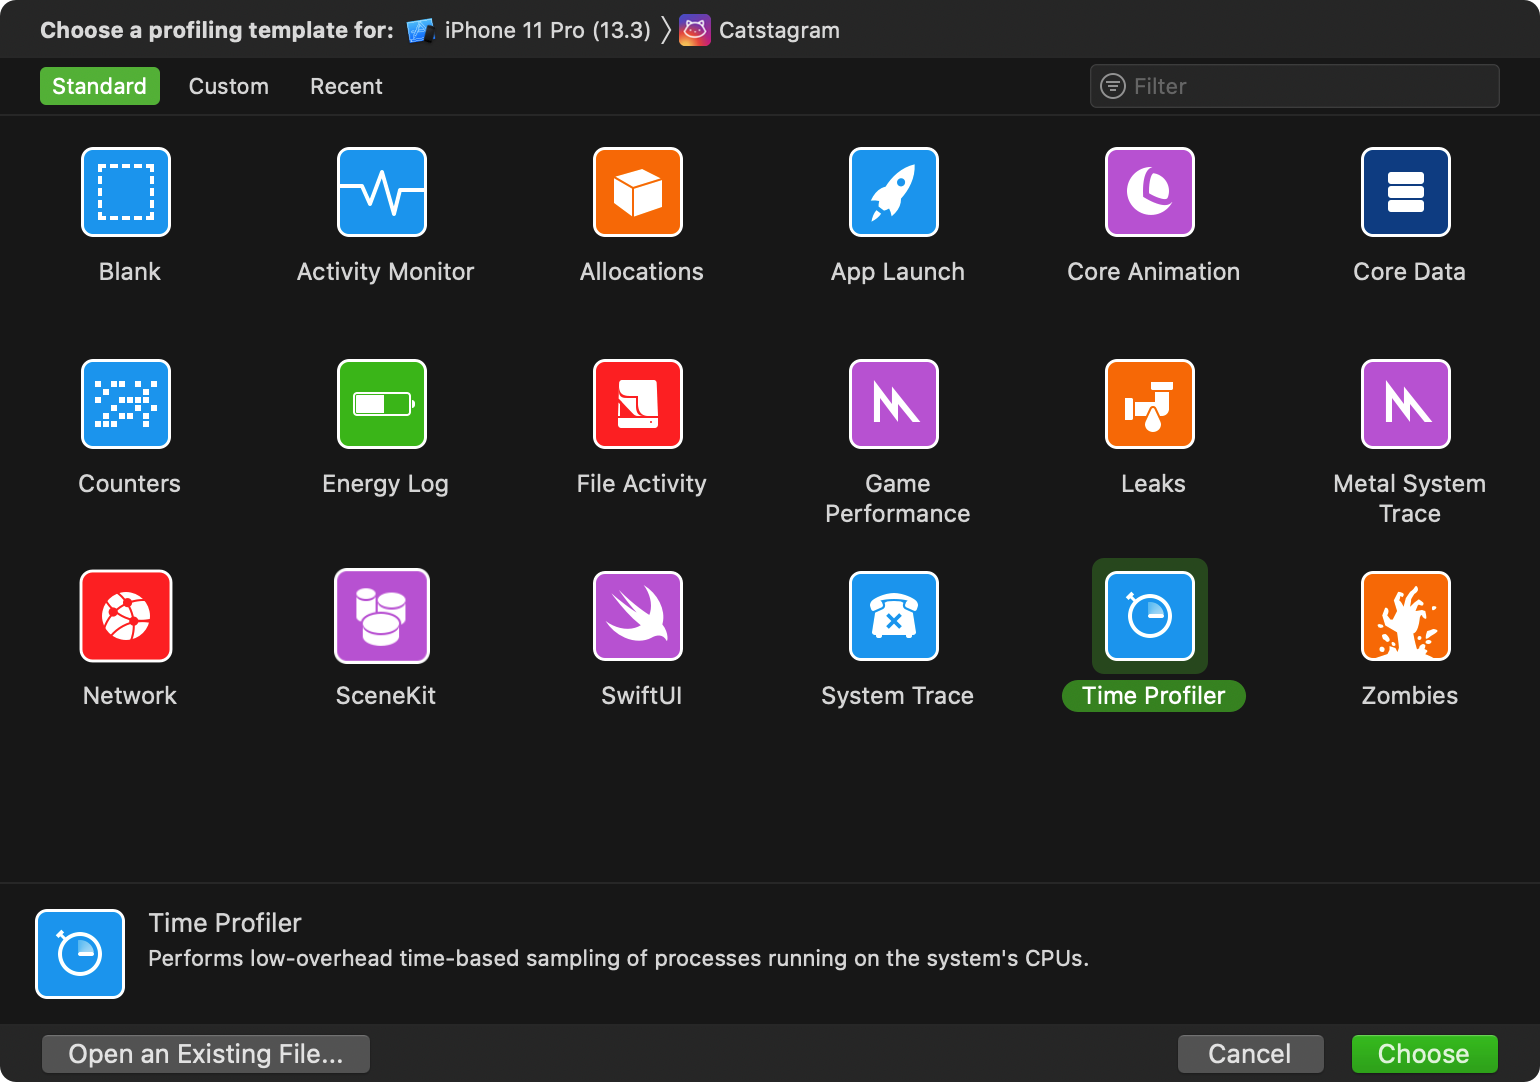 Choose a profiling template for: iPhone 11 Pro (13.3) Catstagram
Standard Custom Recent Filter
Blank Activity Monitor Allocations App Launch Core Animation Core Data
Counters Energy Log File Activity Game Performance Leaks Metal System Trace
Network SceneKit SwiftUI System Trace Time Profiler Zombies
Time Profiler
Performs low-overhead time-based sampling of processes running on the system's CPUs.
Open an Existing File... Cancel Choose